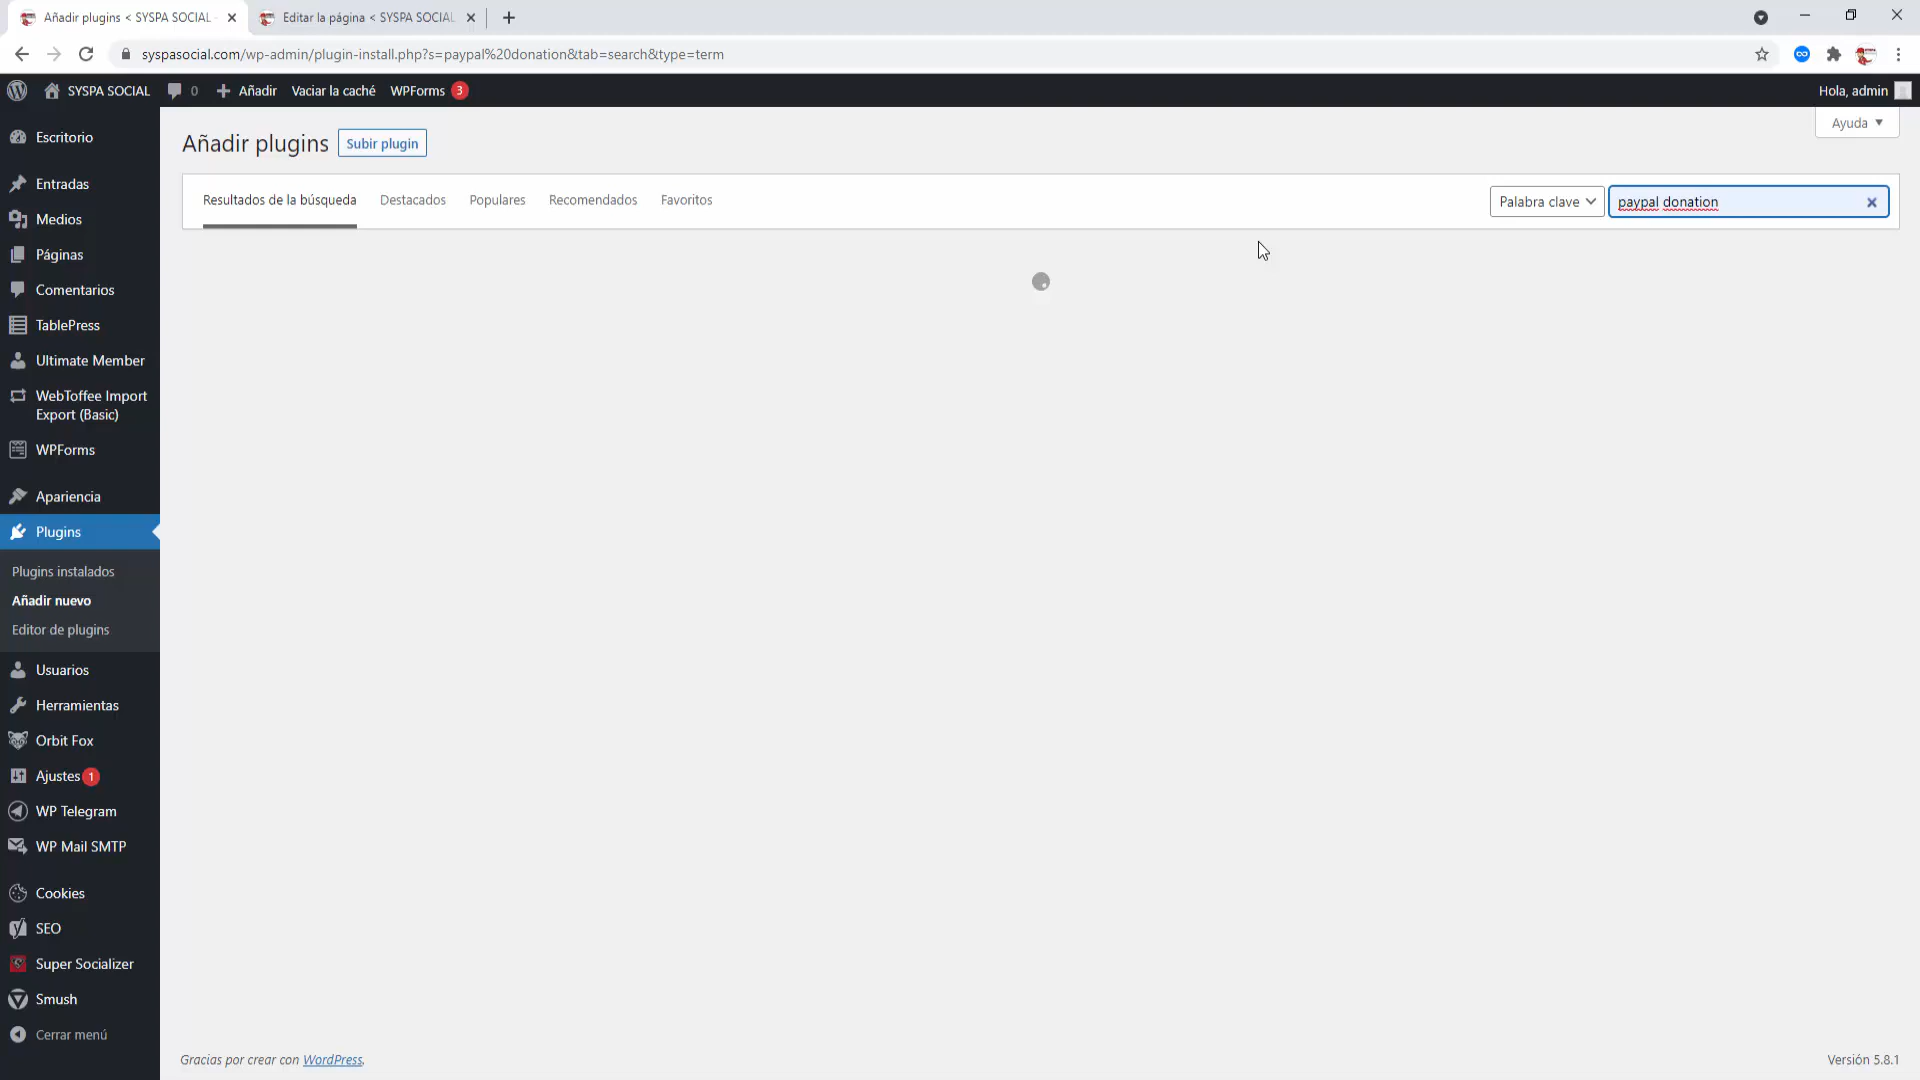 Añadir plugins < SYSPA SOCIAL -
Editar la página < SYSPA SOCIAL
syspasocial.com/wp-admin/plugin-install.php?s=paypal%20donation&tab=search&type=term
SYSPA SOCIAL
0
Añadir
Vaciar la caché
WPForms
3
Hola, admin
Escritorio
Entradas
Medios
Páginas
Comentarios
TablePress
Ultimate Member
WebToffee Import
Export (Basic)
WPForms
Apariencia
Plugins
Plugins instalados
Añadir nuevo
Editor de plugins
Usuarios
Herramientas
Orbit Fox
Ajustes 1
WP Telegram
WP Mail SMTP
Cookies
SEO
Super Socializer
Smush
Cerrar menú
Ayuda
Añadir plugins
Subir plugin
Resultados de la búsqueda
Destacados
Populares
Recomendados
Favoritos
Palabra clave
paypal donation
Gracias por crear con WordPress.
Versión 5.8.1